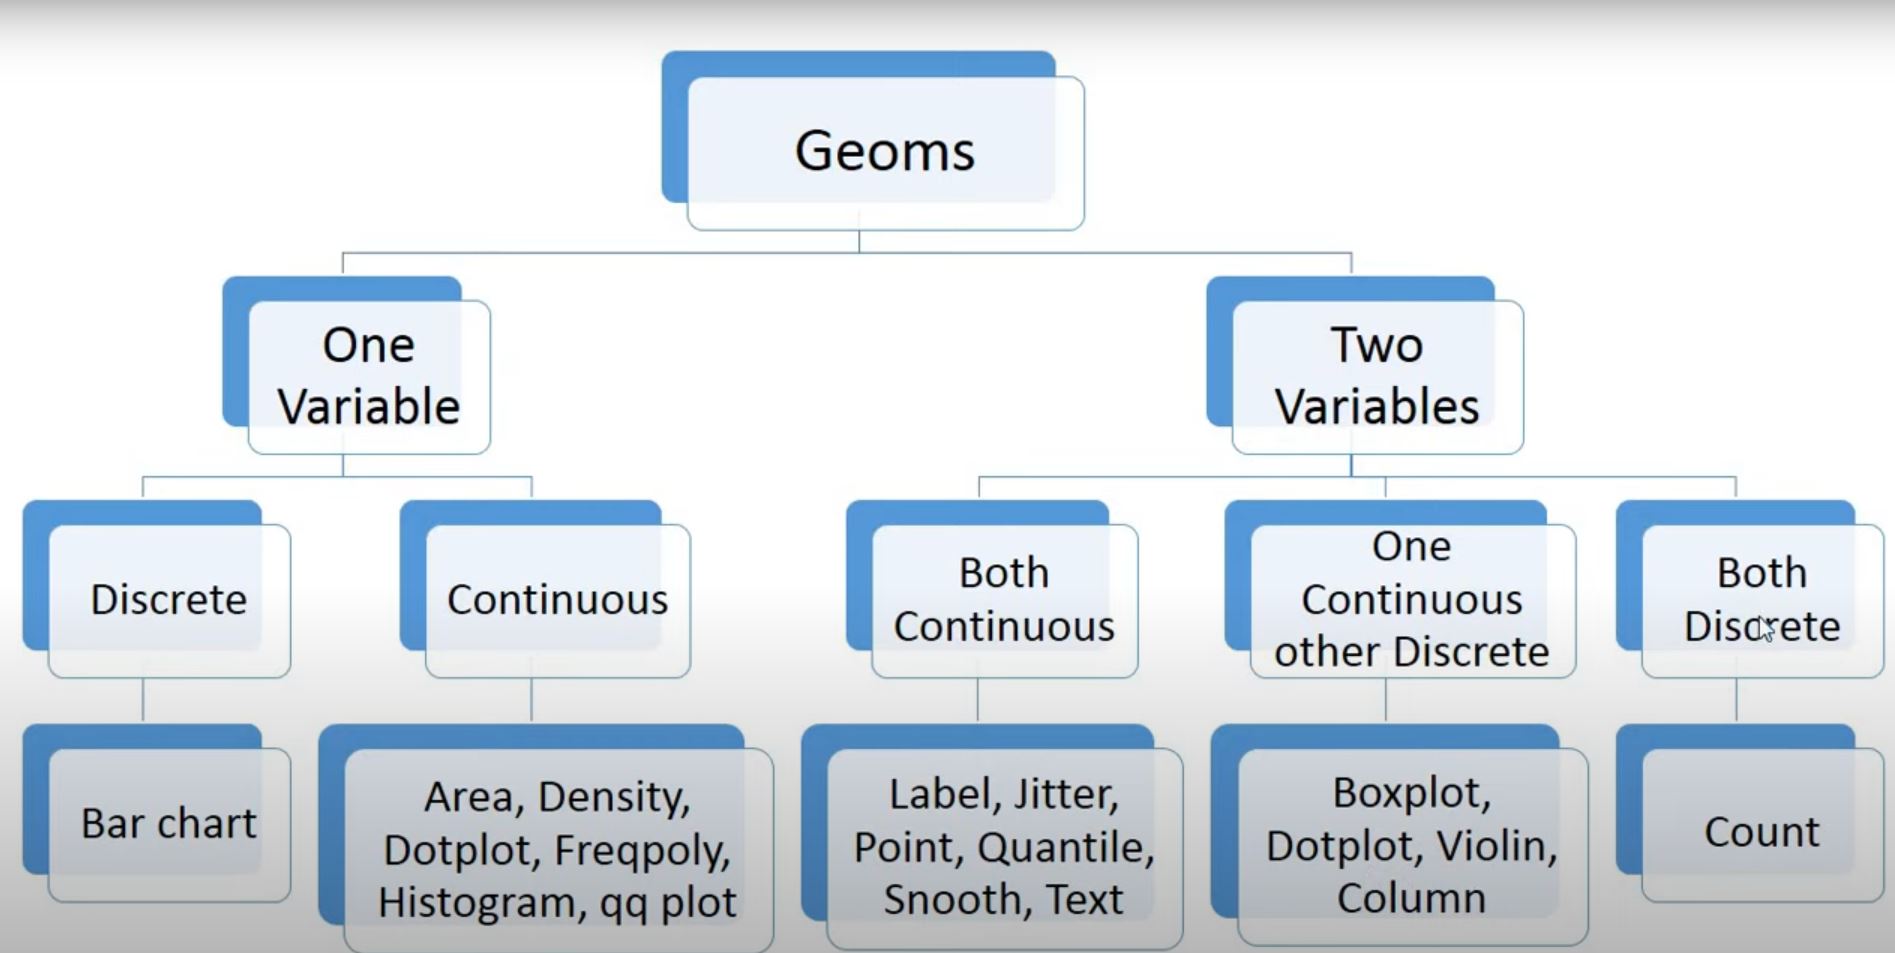 Geoms
One
Variable
Two
Variables
Discrete
Continuous
Both
Continuous
One
Continuous
other Discrete
Both
Discrete
Bar chart
Area, Density,
Dotplot, Freqpoly,
Histogram, qq plot
Label, Jitter,
Point, Quantile,
Snooth, Text
Boxplot,
Dotplot, Violin,
Column
Count